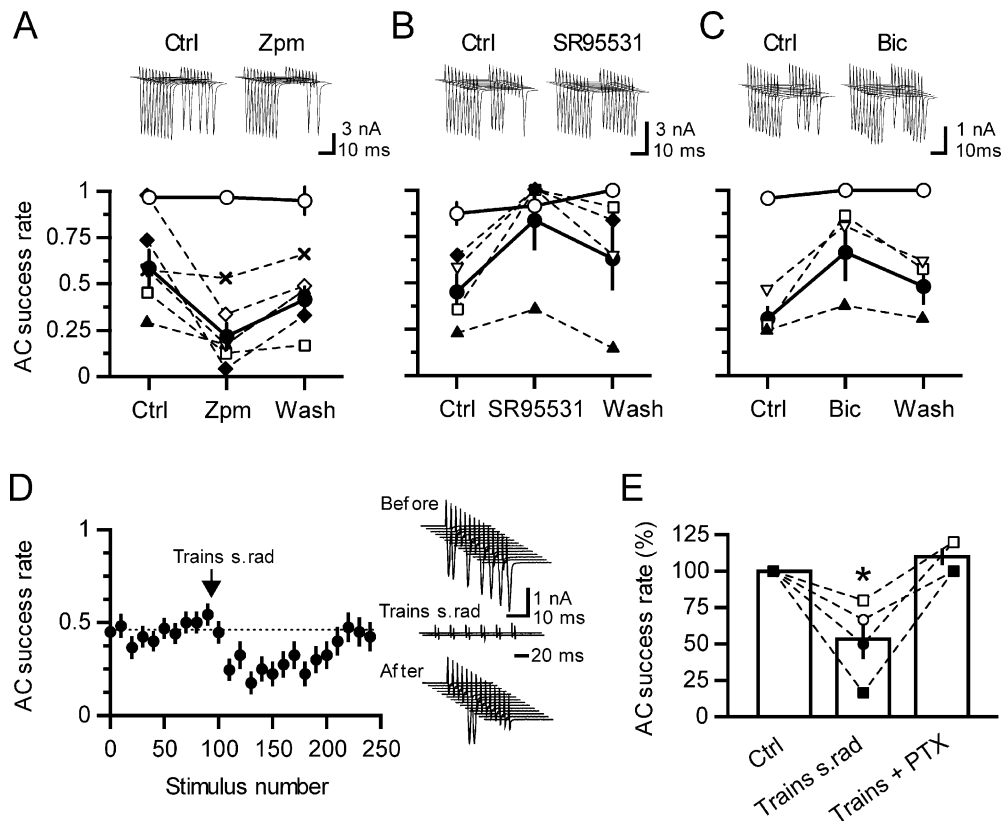 A
Ctrl
Zpm
3 nA
10 ms
AC success rate
1
0.75
0.5
0.25
0
Ctrl
Zpm
Wash
B
Ctrl
SR95531
3 nA
10 ms
Ctrl
SR95531
Wash
C
Ctrl
Bic
1 nA
10ms
Ctrl
Bic
Wash
D
AC success rate
1
0.5
0
Trains s.rad
0
50
100
150
200
250
Stimulus number
Before
1 nA
10 ms
Trains s.rad
20 ms
After
E
AC success rate (%)
125
100
75
50
25
0
*
Ctrl
Trains s.rad
Trains + PTX